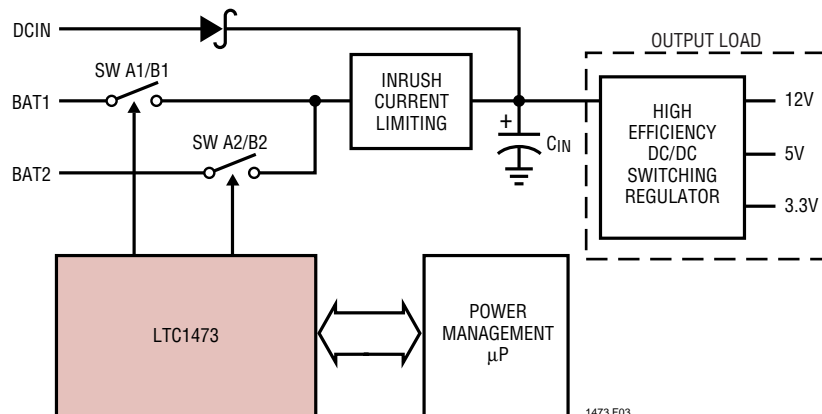 DCIN
OUTPUT LOAD
SW A1/B1
BAT1
INRUSH
CURRENT
LIMITING
12V
HIGH
EFFICIENCY
DC/DC
SWITCHING
REGULATOR
+
CIN
5V
SW A2/B2
BAT2
3.3V
LTC1473
POWER
MANAGEMENT
µP
1473 F03